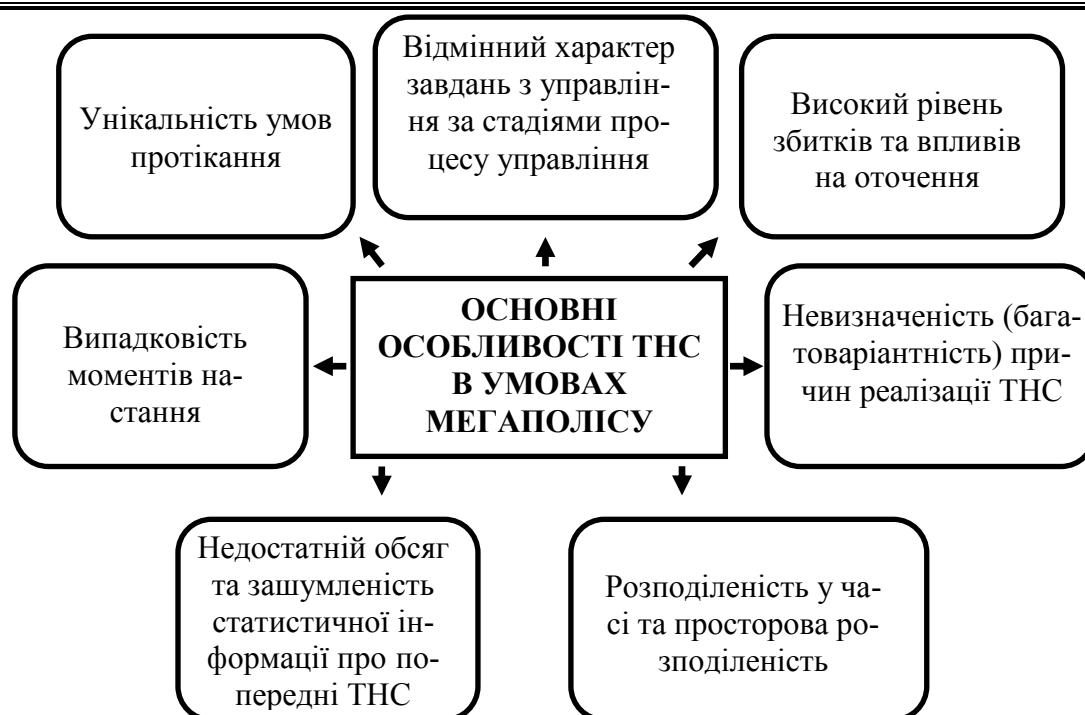 Унікальність умов
протікання
Відмінний характер
завдань з управлін-
ня за стадіями про-
цесу управління
Високий рівень
збитків та впливів
на оточення
Випадковість
моментів на-
стання
ОСНОВНІ
ОСОБЛИВОСТІ ТНС
В УМОВАХ
МЕГАПОЛІСУ
Невизначеність (бага-
товаріантність) при-
чин реалізації ТНС
Недостатній обсяг
та зашумленість
статистичної ін-
формації про по-
передні ТНС
Розподіленість у ча-
сі та просторова ро-
зподіленість